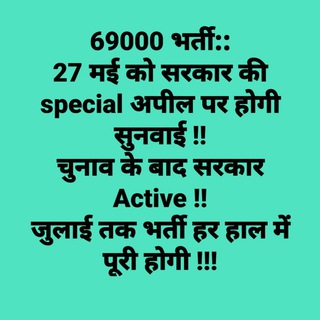 69000 भर्ती::
27 मई को सरकार की
special अपील पर होगी
सुनवाई !!
चुनाव के बाद सरकार
Active !!
जुलाई तक भर्ती हर हाल में
पूरी होगी !!!